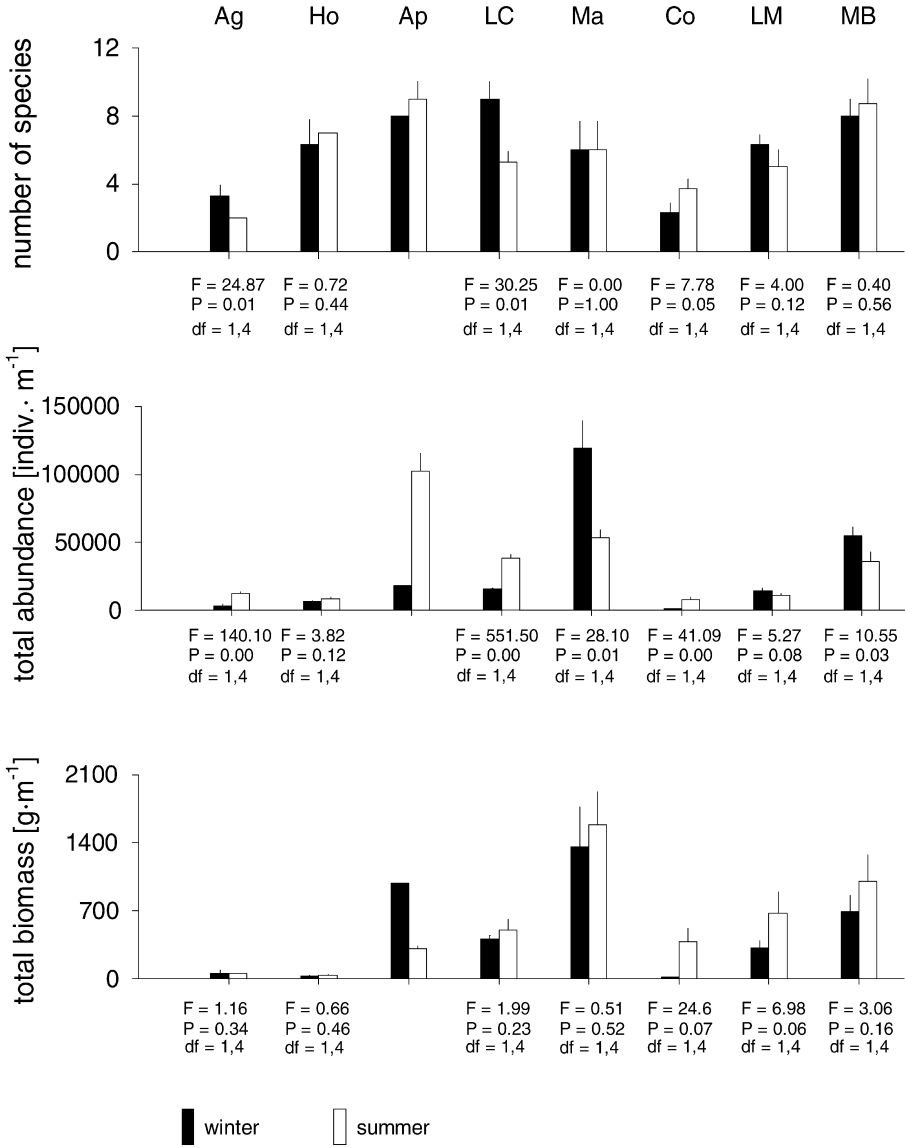 Ag Ho Ap LC Ma Co LM MB
number of species
12
8
4
0
F = 24.87 F = 0.72 F = 30.25 F = 0.00 F = 7.78 F = 4.00 F = 0.40
P = 0.01 P = 0.44 P = 0.01 P =1.00 P = 0.05 P = 0.12 P = 0.56
df = 1,4 df = 1,4 df = 1,4 df = 1,4 df = 1,4 df = 1,4 df = 1,4
total abundance [indiv.· m⁻¹]
150000
100000
50000
0
F = 140.10 F = 3.82 F = 551.50 F = 28.10 F = 41.09 F = 5.27 F = 10.55
P = 0.00 P = 0.12 P = 0.00 P = 0.01 P = 0.00 P = 0.08 P = 0.03
df = 1,4 df = 1,4 df = 1,4 df = 1,4 df = 1,4 df = 1,4 df = 1,4
total biomass [g·m⁻¹]
2100
1400
700
0
F = 1.16 F = 0.66 F = 1.99 F = 0.51 F = 24.6 F = 6.98 F = 3.06
P = 0.34 P = 0.46 P = 0.23 P = 0.52 P = 0.07 P = 0.06 P = 0.16
df = 1,4 df = 1,4 df = 1,4 df = 1,4 df = 1,4 df = 1,4 df = 1,4
winter summer